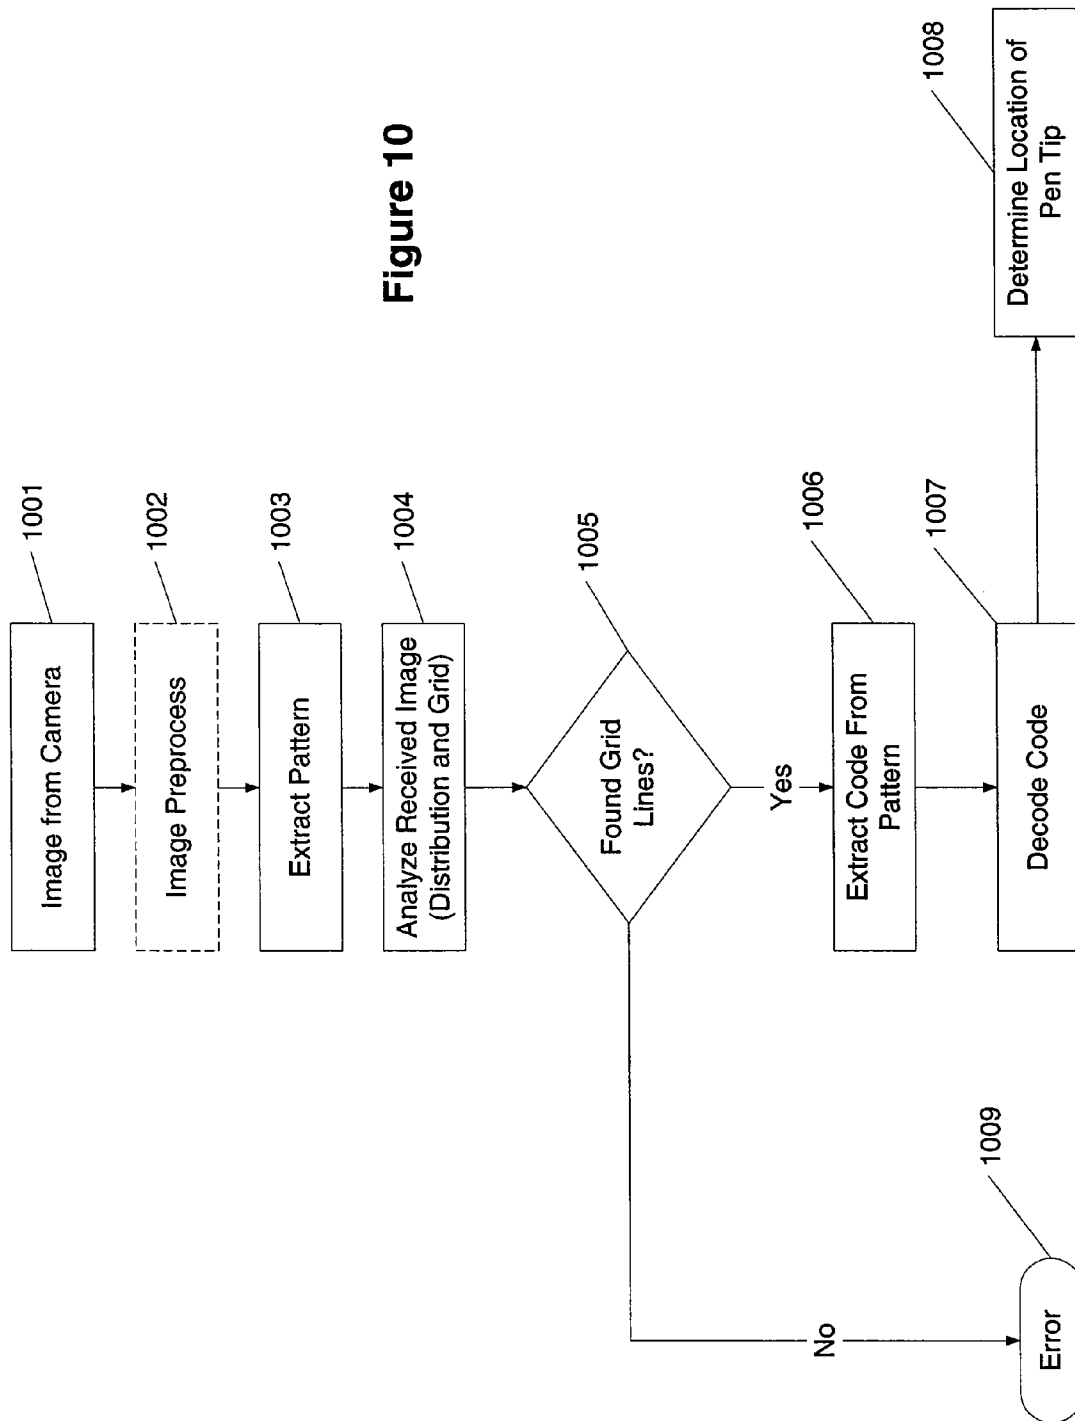 Image from Camera
1001
Image Preprocess
1002
Extract Pattern
1003
Analyze Received Image
(Distribution and Grid)
1004
Found Grid
Lines?
1005
No
Yes
Extract Code From
Pattern
1006
Decode Code
1007
Determine Location of
Pen Tip
1008
Error
1009
Figure 10